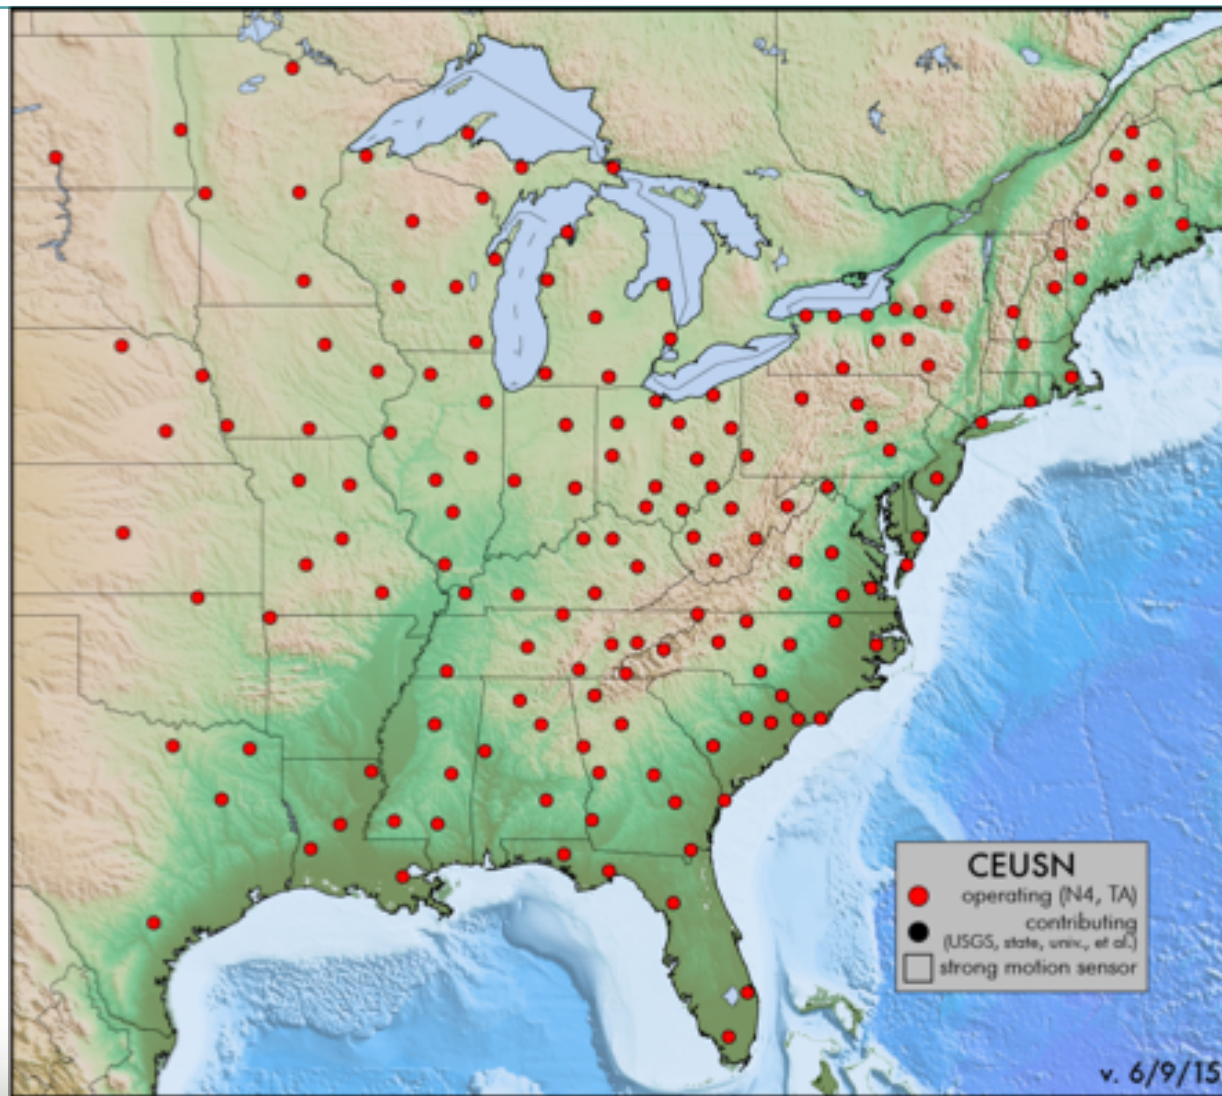 CEUSN
operating (N4, TA)
contributing
(USGS, state, univ., et al.)
strong motion sensor
v. 6/9/15